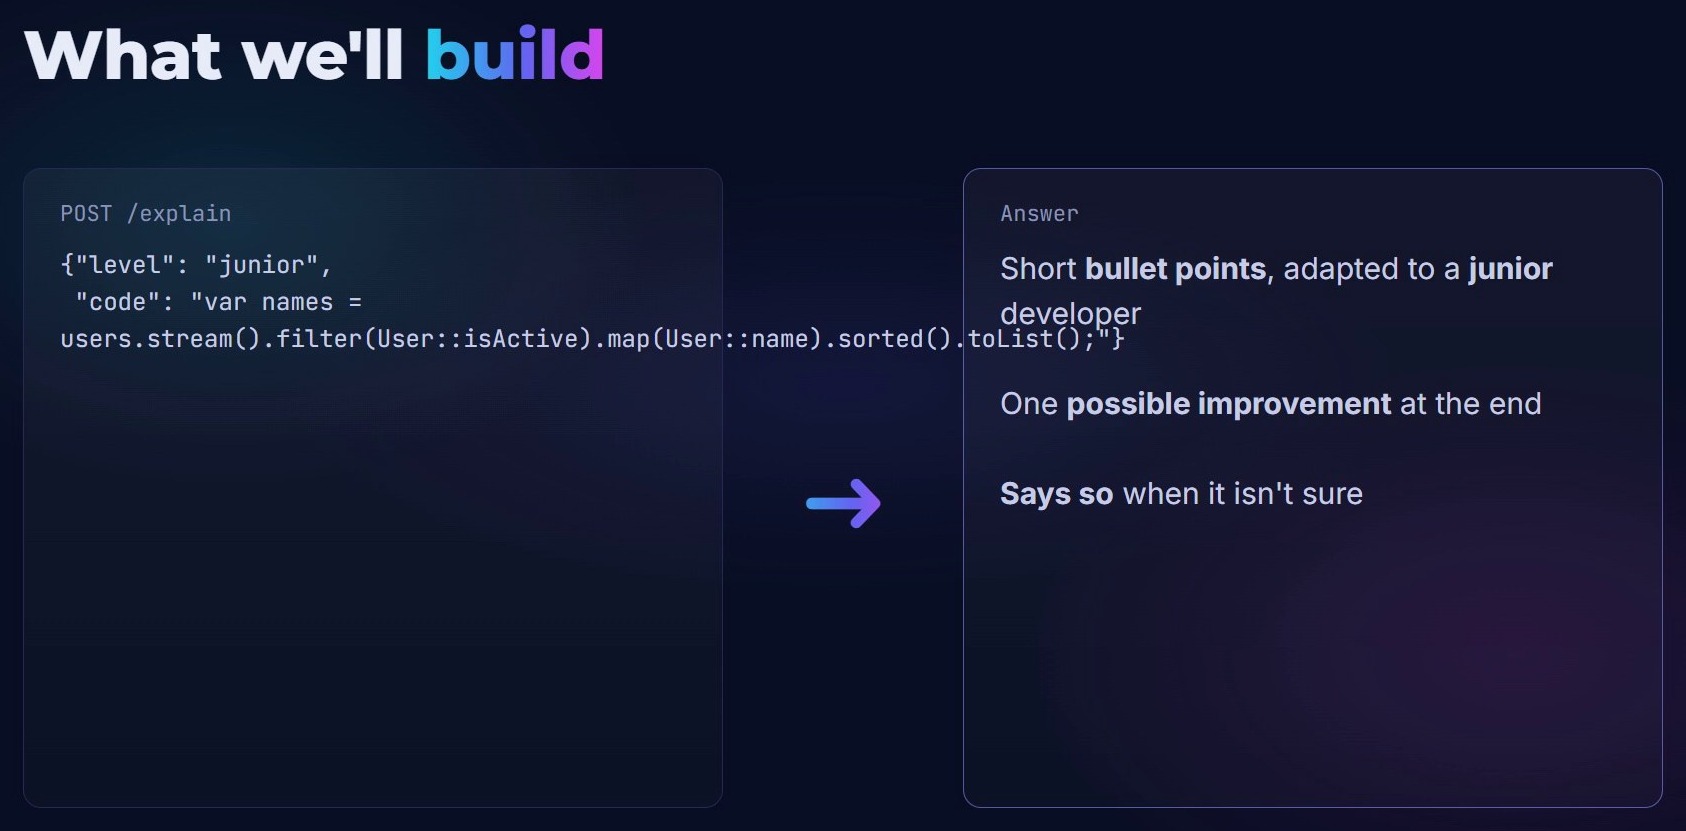 What we'll build
POST /explain
{"level": "junior",
 "code": "var names =
users.stream().filter(User::isActive).map(User::name).sorted().toList();"}
Answer
Short bullet points, adapted to a junior
developer
One possible improvement at the end
Says so when it isn't sure